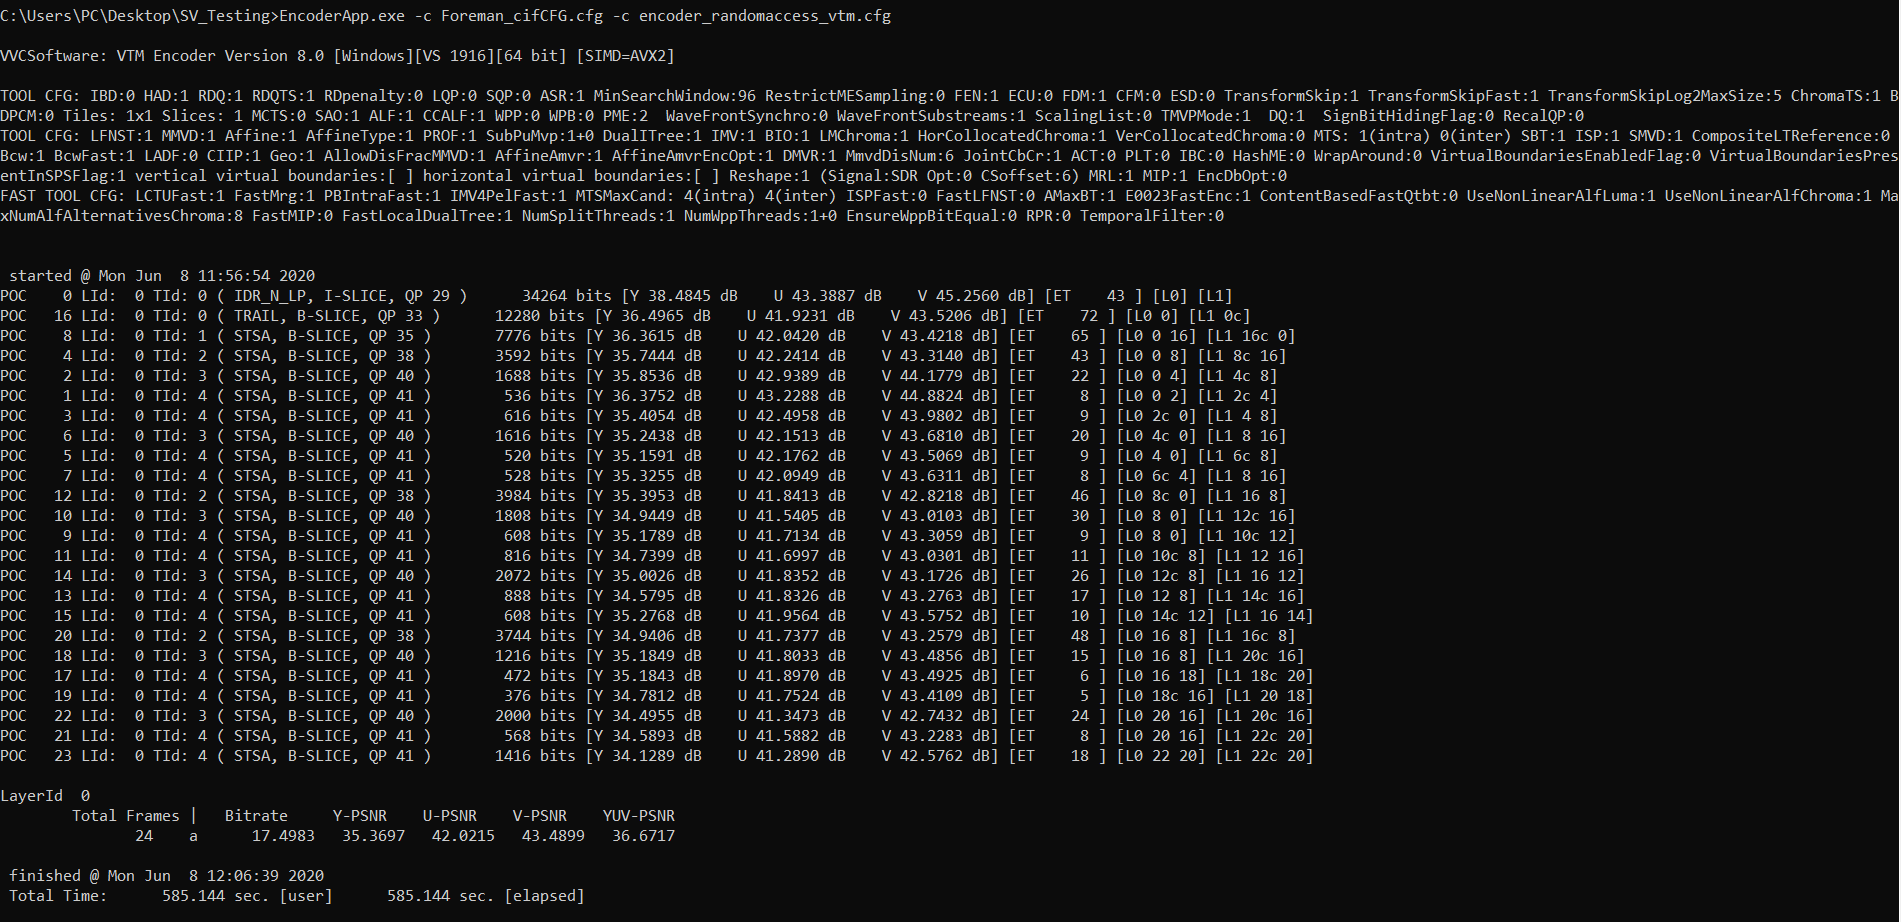 C:\Users\PC\Desktop\SV_Testing>EncoderApp.exe -c Foreman_cifCFG.cfg -c encoder_randomaccess_vtm.cfg
VVCSoftware: VTM Encoder Version 8.0 [Windows][VS 1916][64 bit] [SIMD=AVX2]
TOOL CFG: IBD:0 HAD:1 RDQ:1 RDQTS:1 RDpenalty:0 LQP:0 SQP:0 ASR:1 MinSearchWindow:96 RestrictMESampling:0 FEN:1 ECU:0 FDM:1 CFM:0 ESD:0 TransformSkip:1 TransformSkipFast:1 TransformSkipLog2MaxSize:5 ChromaTS:1 B
DPCM:0 Tiles: 1x1 Slices: 1 MCTS:0 SAO:1 ALF:1 CCALF:1 WPP:0 WPB:0 PME:2  WaveFrontSynchro:0 WaveFrontSubstreams:1 ScalingList:0 TMVPMode:1  DQ:1  SignBitHidingFlag:0 RecalQP:0
TOOL CFG: LFNST:1 MMVD:1 Affine:1 AffineType:1 PROF:1 SubPuMvp:1+0 DualITree:1 IMV:1 BIO:1 LMChroma:1 HorCollocatedChroma:1 VerCollocatedChroma:0 MTS: 1(intra) 0(inter) SBT:1 ISP:1 SMVD:1 CompositeLTReference:0
Bcw:1 BcwFast:1 LADF:0 CIIP:1 Geo:1 AllowDisFracMMVD:1 AffineAmvr:1 AffineAmvrEncOpt:1 DMVR:1 MmvdDisNum:6 JointCbCr:1 ACT:0 PLT:0 IBC:0 HashME:0 WrapAround:0 VirtualBoundariesEnabledFlag:0 VirtualBoundariesPres
entInSPSFlag:1 vertical virtual boundaries:[ ] horizontal virtual boundaries:[ ] Reshape:1 (Signal:SDR Opt:0 CSoffset:6) MRL:1 MIP:1 EncDbOpt:0
FAST TOOL CFG: LCTUFast:1 FastMrg:1 PBIntraFast:1 IMV4PelFast:1 MTSMaxCand: 4(intra) 4(inter) ISPFast:0 FastLFNST:0 AMaxBT:1 E0023FastEnc:1 ContentBasedFastQtbt:0 UseNonLinearAlfLuma:1 UseNonLinearAlfChroma:1 Ma
xNumAlfAlternativesChroma:8 FastMIP:0 FastLocalDualTree:1 NumSplitThreads:1 NumWppThreads:1+0 EnsureWppBitEqual:0 RPR:0 TemporalFilter:0
started @ Mon Jun  8 11:56:54 2020
POC    0 LId:  0 TId: 0 ( IDR_N_LP, I-SLICE, QP 29 )      34264 bits [Y 38.4845 dB    U 43.3887 dB    V 45.2560 dB] [ET    43 ] [L0] [L1]
POC   16 LId:  0 TId: 0 ( TRAIL, B-SLICE, QP 33 )      12280 bits [Y 36.4965 dB    U 41.9231 dB    V 43.5206 dB] [ET    72 ] [L0 0] [L1 0c]
POC    8 LId:  0 TId: 1 ( STSA, B-SLICE, QP 35 )       7776 bits [Y 36.3615 dB    U 42.0420 dB    V 43.4218 dB] [ET    65 ] [L0 0 16] [L1 16c 0]
POC    4 LId:  0 TId: 2 ( STSA, B-SLICE, QP 38 )       3592 bits [Y 35.7444 dB    U 42.2414 dB    V 43.3140 dB] [ET    43 ] [L0 0 8] [L1 8c 16]
POC    2 LId:  0 TId: 3 ( STSA, B-SLICE, QP 40 )       1688 bits [Y 35.8536 dB    U 42.9389 dB    V 44.1779 dB] [ET    22 ] [L0 0 4] [L1 4c 8]
POC    1 LId:  0 TId: 4 ( STSA, B-SLICE, QP 41 )        536 bits [Y 36.3752 dB    U 43.2288 dB    V 44.8824 dB] [ET     8 ] [L0 0 2] [L1 2c 4]
POC    3 LId:  0 TId: 4 ( STSA, B-SLICE, QP 41 )        616 bits [Y 35.4054 dB    U 42.4958 dB    V 43.9802 dB] [ET     9 ] [L0 2c 0] [L1 4 8]
POC    6 LId:  0 TId: 3 ( STSA, B-SLICE, QP 40 )       1616 bits [Y 35.2438 dB    U 42.1513 dB    V 43.6810 dB] [ET    20 ] [L0 4c 0] [L1 8 16]
POC    5 LId:  0 TId: 4 ( STSA, B-SLICE, QP 41 )        520 bits [Y 35.1591 dB    U 42.1762 dB    V 43.5069 dB] [ET     9 ] [L0 4 0] [L1 6c 8]
POC    7 LId:  0 TId: 4 ( STSA, B-SLICE, QP 41 )        528 bits [Y 35.3255 dB    U 42.0949 dB    V 43.6311 dB] [ET     8 ] [L0 6c 4] [L1 8 16]
POC   12 LId:  0 TId: 2 ( STSA, B-SLICE, QP 38 )       3984 bits [Y 35.3953 dB    U 41.8413 dB    V 42.8218 dB] [ET    46 ] [L0 8c 0] [L1 16 8]
POC   10 LId:  0 TId: 3 ( STSA, B-SLICE, QP 40 )       1808 bits [Y 34.9449 dB    U 41.5405 dB    V 43.0103 dB] [ET    30 ] [L0 8 0] [L1 12c 16]
POC    9 LId:  0 TId: 4 ( STSA, B-SLICE, QP 41 )        608 bits [Y 35.1789 dB    U 41.7134 dB    V 43.3059 dB] [ET     9 ] [L0 8 0] [L1 10c 12]
POC   11 LId:  0 TId: 4 ( STSA, B-SLICE, QP 41 )        816 bits [Y 34.7399 dB    U 41.6997 dB    V 43.0301 dB] [ET    11 ] [L0 10c 8] [L1 12 16]
POC   14 LId:  0 TId: 3 ( STSA, B-SLICE, QP 40 )       2072 bits [Y 35.0026 dB    U 41.8352 dB    V 43.1726 dB] [ET    26 ] [L0 12c 8] [L1 16 12]
POC   13 LId:  0 TId: 4 ( STSA, B-SLICE, QP 41 )        888 bits [Y 34.5795 dB    U 41.8326 dB    V 43.2763 dB] [ET    17 ] [L0 12 8] [L1 14c 16]
POC   15 LId:  0 TId: 4 ( STSA, B-SLICE, QP 41 )        608 bits [Y 35.2768 dB    U 41.9564 dB    V 43.5752 dB] [ET    10 ] [L0 14c 12] [L1 16 14]
POC   20 LId:  0 TId: 2 ( STSA, B-SLICE, QP 38 )       3744 bits [Y 34.9406 dB    U 41.7377 dB    V 43.2579 dB] [ET    48 ] [L0 16 8] [L1 16c 8]
POC   18 LId:  0 TId: 3 ( STSA, B-SLICE, QP 40 )       1216 bits [Y 35.1849 dB    U 41.8033 dB    V 43.4856 dB] [ET    15 ] [L0 16 8] [L1 20c 16]
POC   17 LId:  0 TId: 4 ( STSA, B-SLICE, QP 41 )        472 bits [Y 35.1843 dB    U 41.8970 dB    V 43.4925 dB] [ET     6 ] [L0 16 18] [L1 18c 20]
POC   19 LId:  0 TId: 4 ( STSA, B-SLICE, QP 41 )        376 bits [Y 34.7812 dB    U 41.7524 dB    V 43.4109 dB] [ET     5 ] [L0 18c 16] [L1 20 18]
POC   22 LId:  0 TId: 3 ( STSA, B-SLICE, QP 40 )       2000 bits [Y 34.4955 dB    U 41.3473 dB    V 42.7432 dB] [ET    24 ] [L0 20 16] [L1 20c 16]
POC   21 LId:  0 TId: 4 ( STSA, B-SLICE, QP 41 )        568 bits [Y 34.5893 dB    U 41.5882 dB    V 43.2283 dB] [ET     8 ] [L0 20 16] [L1 22c 20]
POC   23 LId:  0 TId: 4 ( STSA, B-SLICE, QP 41 )       1416 bits [Y 34.1289 dB    U 41.2890 dB    V 42.5762 dB] [ET    18 ] [L0 22 20] [L1 22c 20]
LayerId  0
Total Frames |   Bitrate     Y-PSNR    U-PSNR    V-PSNR    YUV-PSNR
24    a      17.4983   35.3697   42.0215   43.4899   36.6717
finished @ Mon Jun  8 12:06:39 2020
Total Time:      585.144 sec. [user]      585.144 sec. [elapsed]